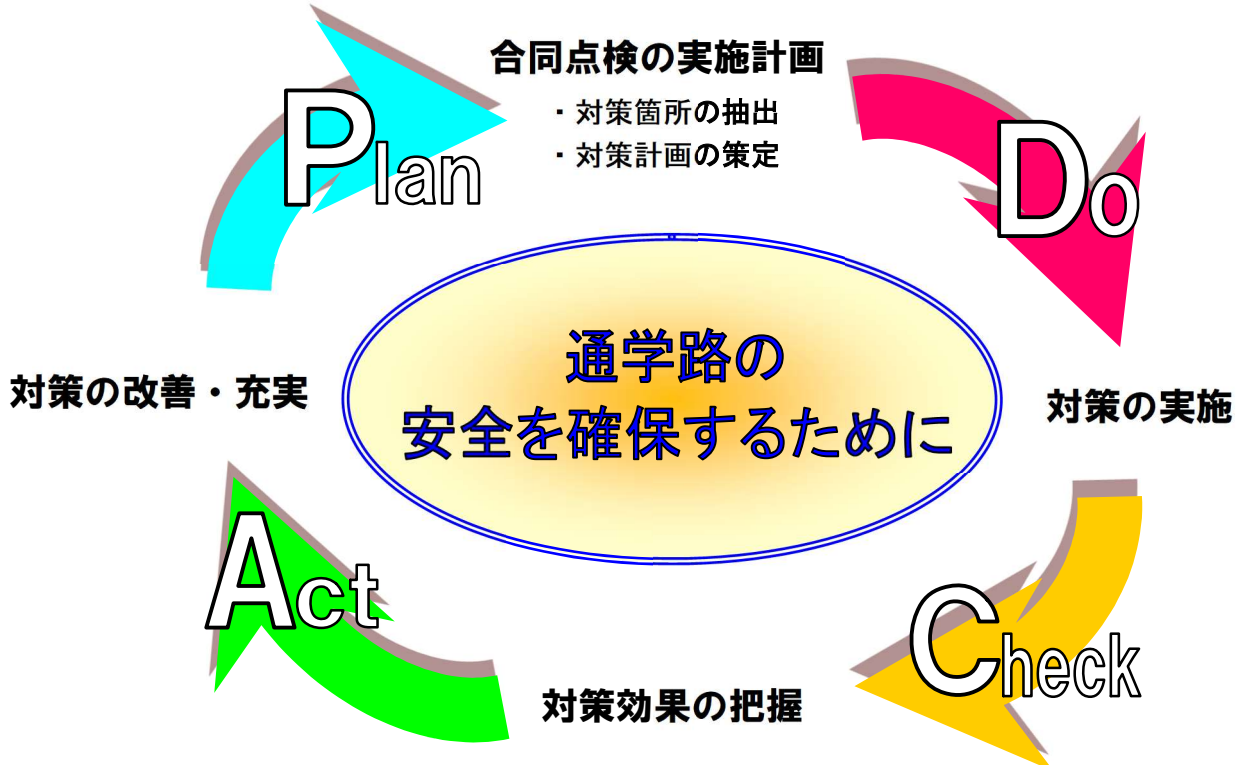 Plan
合同点検の実施計画
・対策箇所の抽出
・対策計画の策定
Do
通学路の
安全を確保するために
対策の実施
Check
対策効果の把握
Act
対策の改善・充実